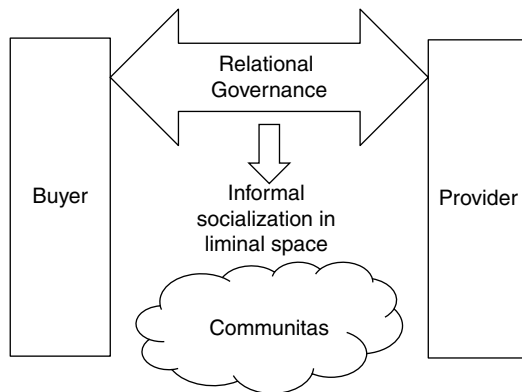 Relational
Governance
Buyer
Informal
socialization in
liminal space
Provider
Communitas